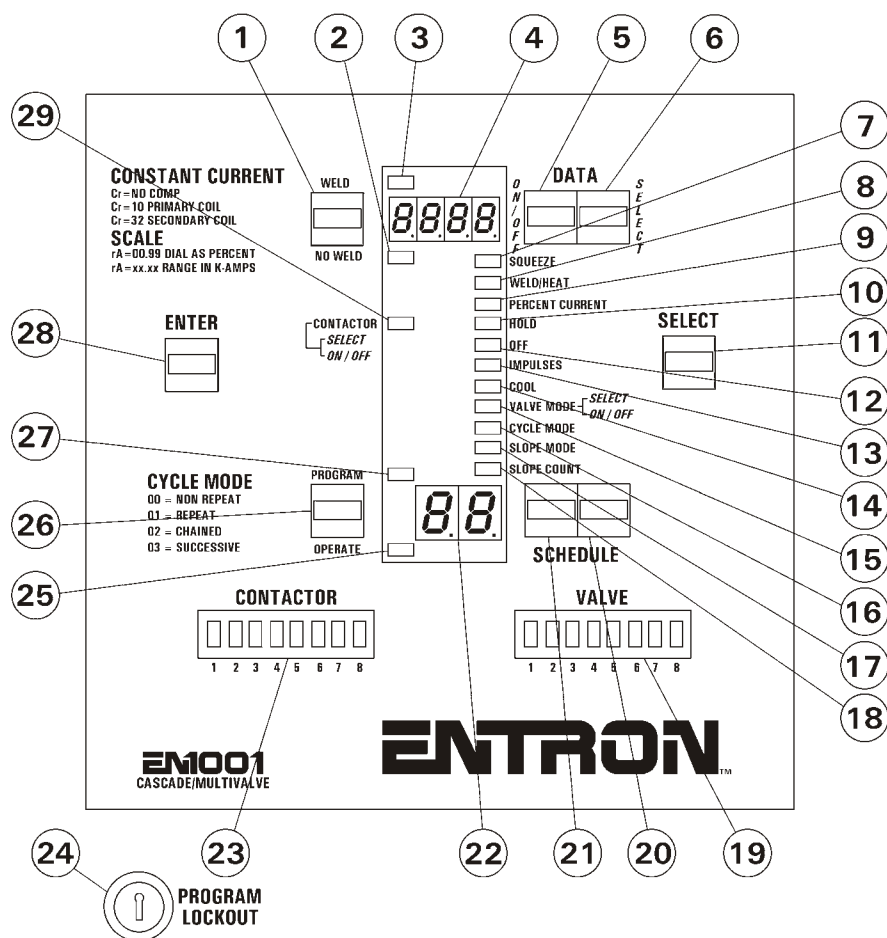 1 2 3 4 5 6
29
7
CONSTANT CURRENT
Cr=NO COMP
Cr=10 PRIMARY COIL
Cr=32 SECONDARY COIL
SCALE
rA=00.99 DIAL AS PERCENT
rA=xx.xx RANGE IN K-AMPS
WELD
NO WELD
8.8.8.8.
ON/OFF
DATA
SELECT
8
9
10
28
ENTER
CONTACTOR
SELECT
ON / OFF
SQUEEZE
WELD/HEAT
PERCENT CURRENT
HOLD
OFF
IMPULSES
COOL
VALVE MODE
SELECT
ON / OFF
CYCLE MODE
SLOPE MODE
SLOPE COUNT
SELECT
11
12
13
14
27
26
25
CYCLE MODE
00 = NON REPEAT
01 = REPEAT
02 = CHAINED
03 = SUCCESSIVE
PROGRAM
OPERATE
8 8
SCHEDULE
15
16
17
18
CONTACTOR
1 2 3 4 5 6 7 8
VALVE
1 2 3 4 5 6 7 8
EN1001
CASCADE/MULTIVALVE
ENTRON™
24 23 22 21 20 19
PROGRAM
LOCKOUT